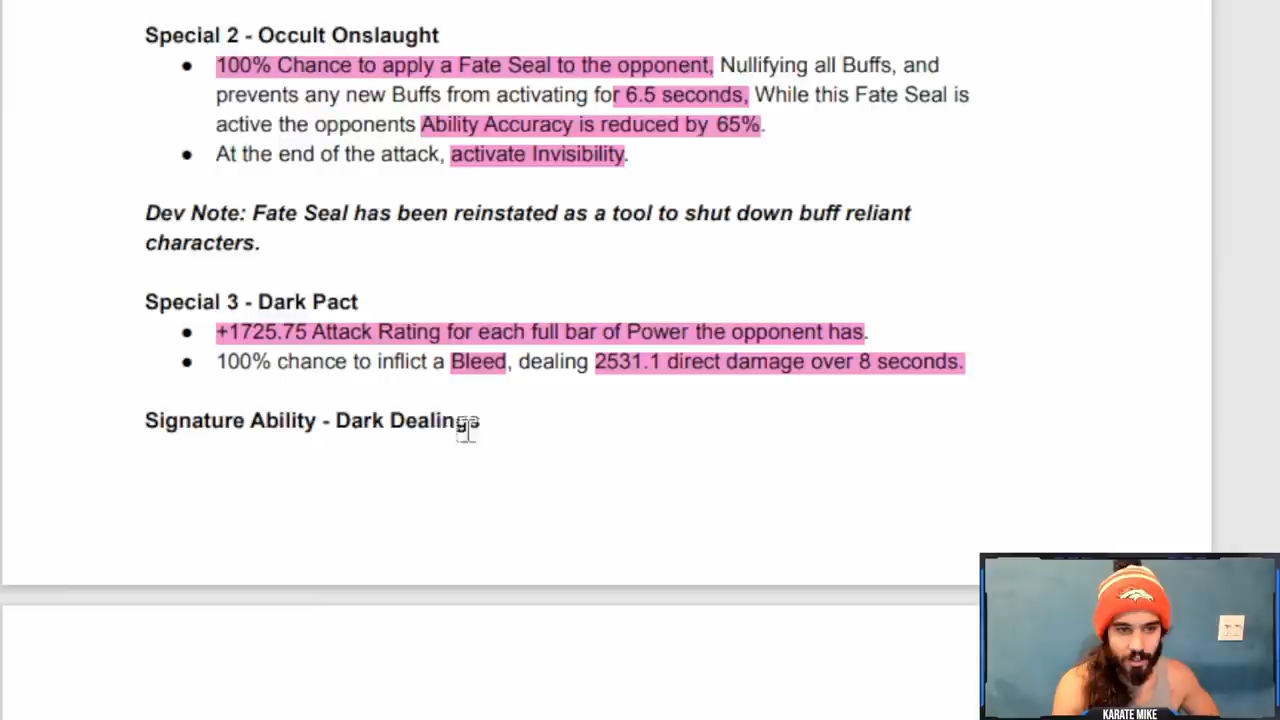 Special 2 - Occult Onslaught
● 100% Chance to apply a Fate Seal to the opponent, Nullifying all Buffs, and
prevents any new Buffs from activating for 6.5 seconds, While this Fate Seal is
active the opponents Ability Accuracy is reduced by 65%.
● At the end of the attack, activate Invisibility.
Dev Note: Fate Seal has been reinstated as a tool to shut down buff reliant
characters.
Special 3 - Dark Pact
● +1725.75 Attack Rating for each full bar of Power the opponent has.
● 100% chance to inflict a Bleed, dealing 2531.1 direct damage over 8 seconds.
Signature Ability - Dark Dealings
KARATE MIKE